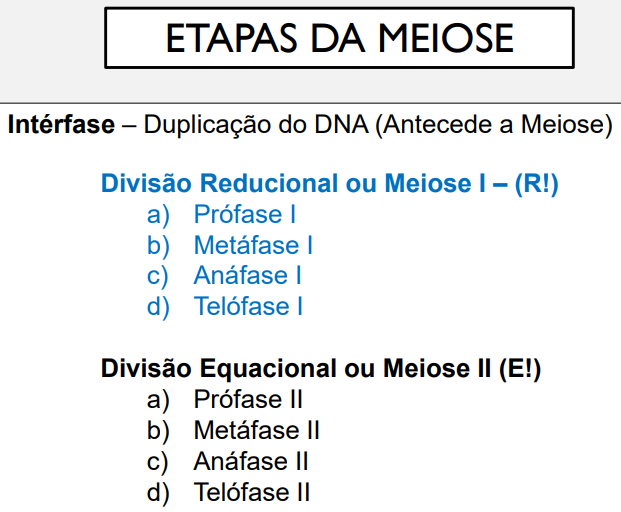 ETAPAS DA MEIOSE
Intérfase – Duplicação do DNA (Antecede a Meiose)
Divisão Reducional ou Meiose I – (R!)
a) Prófase I
b) Metáfase I
c) Anáfase I
d) Telófase I
Divisão Equacional ou Meiose II (E!)
a) Prófase II
b) Metáfase II
c) Anáfase II
d) Telófase II